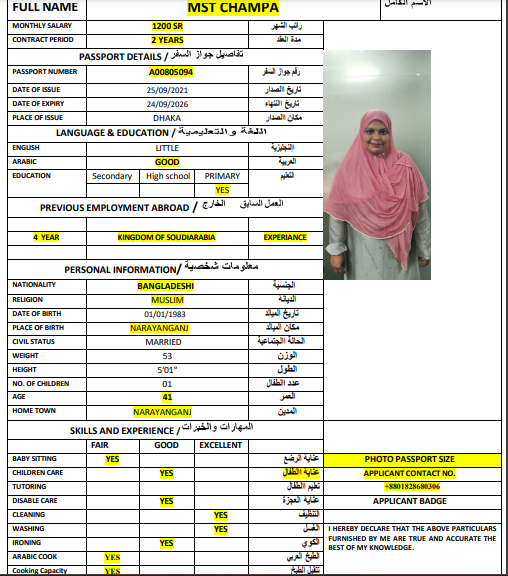 FULL NAME MST CHAMPA الاسم الكامل
MONTHLY SALARY 1200 SR راتب الشهر
CONTRACT PERIOD 2 YEARS مدة العقد
PASSPORT DETAILS / تفاصيل جواز السفر
PASSPORT NUMBER A00805094 رقم جواز السفر
DATE OF ISSUE 25/09/2021 تاريخ الصدار
DATE OF EXPIRY 24/09/2026 تاريخ النتهاء
PLACE OF ISSUE DHAKA مكان الصدار
LANGUAGE & EDUCATION / اللغة والتعليمية
ENGLISH LITTLE النجليزية
ARABIC GOOD العربية
EDUCATION Secondary High school PRIMARY التعليم
YES
PREVIOUS EMPLOYMENT ABROAD / العمل السابق الخارج
4 YEAR KINGDOM OF SOUDIARABIA EXPERIANCE
PERSONAL INFORMATION/ معلومات شخصية
NATIONALITY BANGLADESHI الجنسية
RELIGION MUSLIM الديانة
DATE OF BIRTH 01/01/1983 تاريخ الميالد
PLACE OF BIRTH NARAYANGANJ مكان الميالد
CIVIL STATUS MARRIED الحالة الجتماعية
WEIGHT 53 الوزن
HEIGHT 5'01" الطول
NO. OF CHILDREN 01 عدد الطفال
AGE 41 العمر
HOME TOWN NARAYANGANJ المدين
SKILLS AND EXPERIENCE / المهارات والخبرات
FAIR GOOD EXCELLENT
BABY SITTING YES عناية الرضع
CHILDREN CARE YES عناية الطفال
TUTORING تعليم الطفال
DISABLE CARE YES عناية العجزة
CLEANING YES التنظيف
WASHING YES الغسل
IRONING YES الكوي
ARABIC COOK YES الطبخ العربي
Cooking Capacity YES
PHOTO PASSPORT SIZE
APPLICANT CONTACT NO.
+8801828680306
APPLICANT BADGE
I HEREBY DECLARE THAT THE ABOVE PARTICULARS
FURNISHED BY ME ARE TRUE AND ACCURATE THE
BEST OF MY KNOWLEDGE.